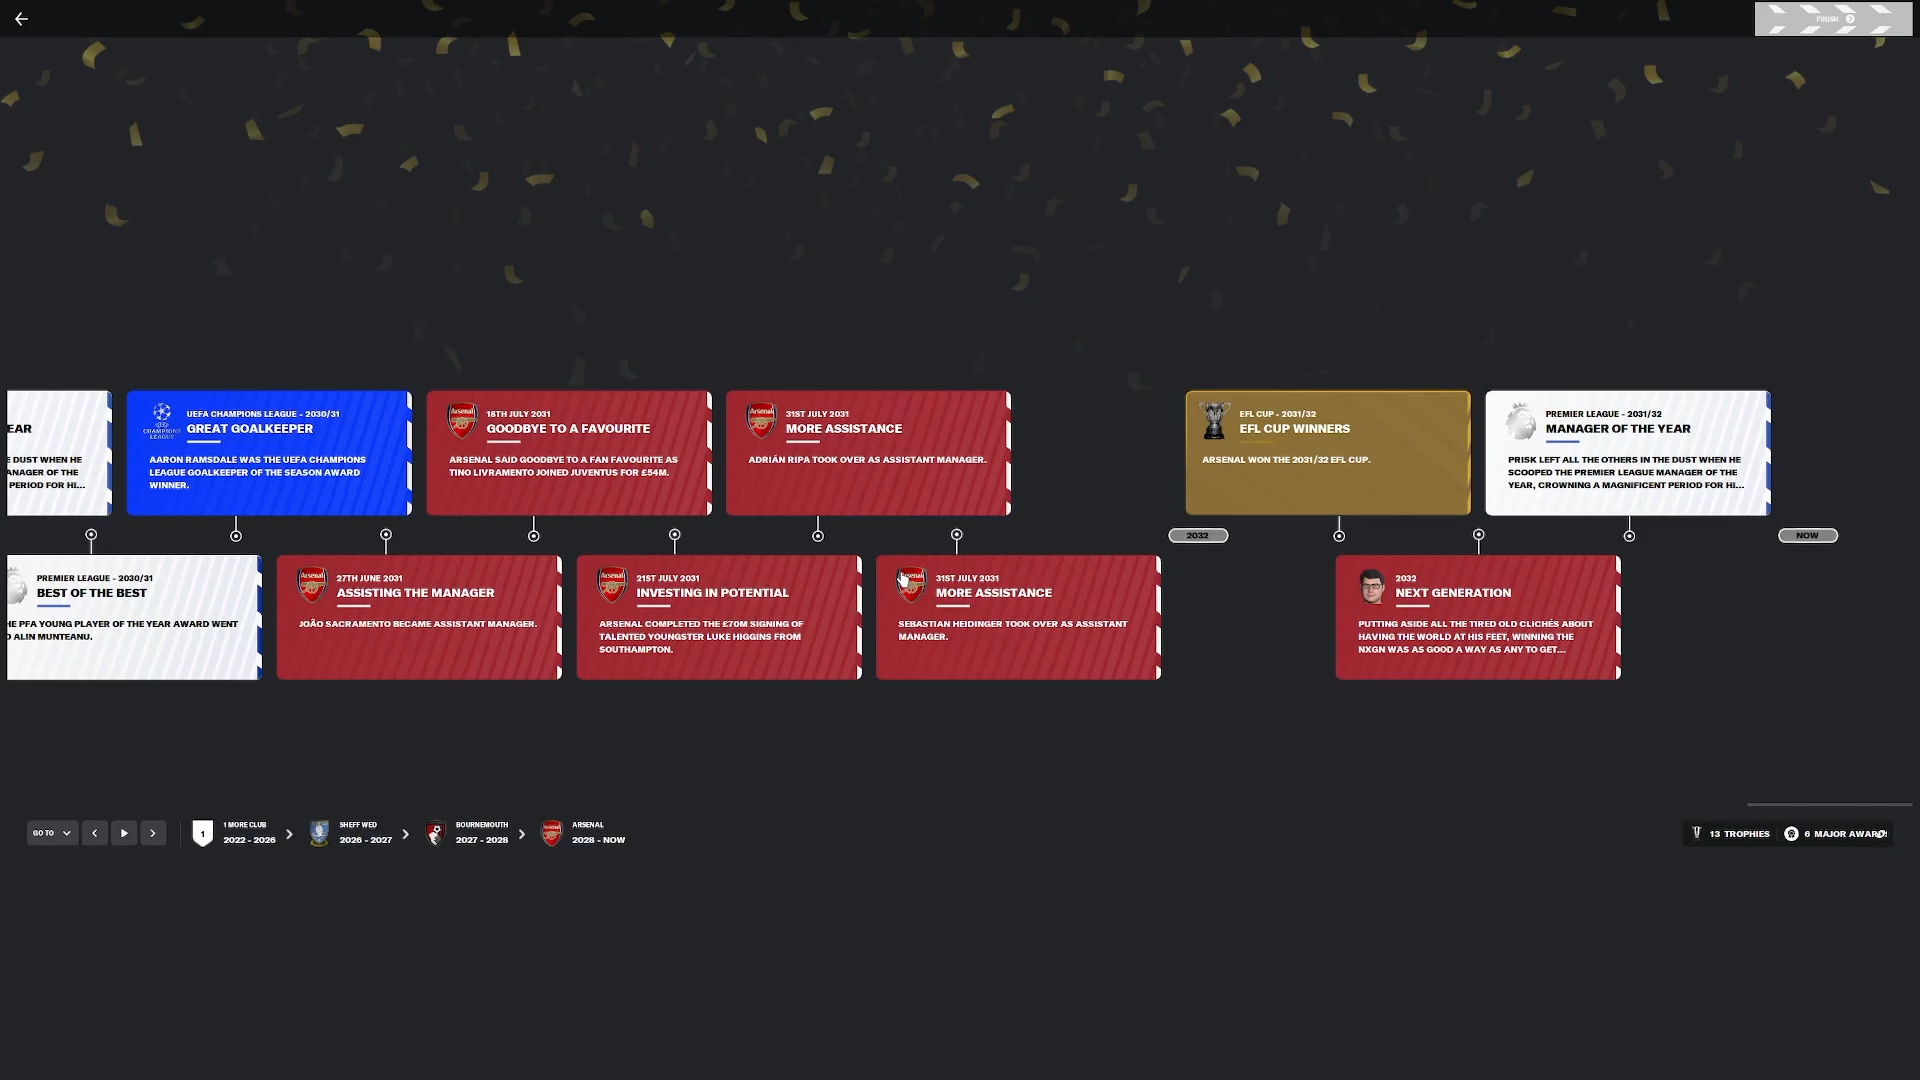 FINISH
EAR
E DUST WHEN HE
ANAGER OF THE
PERIOD FOR HI...
UEFA CHAMPIONS LEAGUE - 2030/31
GREAT GOALKEEPER
CHAMPIONS
LEAGUE
AARON RAMSDALE WAS THE UEFA CHAMPIONS
LEAGUE GOALKEEPER OF THE SEASON AWARD
WINNER.
Arsenal
18TH JULY 2031
GOODBYE TO A FAVOURITE
ARSENAL SAID GOODBYE TO A FAN FAVOURITE AS
TINO LIVRAMENTO JOINED JUVENTUS FOR £54M.
Arsenal
31ST JULY 2031
MORE ASSISTANCE
ADRIÁN RIPA TOOK OVER AS ASSISTANT MANAGER.
EFL CUP - 2031/32
EFL CUP WINNERS
ARSENAL WON THE 2031/32 EFL CUP.
PREMIER LEAGUE - 2031/32
MANAGER OF THE YEAR
PRISK LEFT ALL THE OTHERS IN THE DUST WHEN HE
SCOOPED THE PREMIER LEAGUE MANAGER OF THE
YEAR, CROWNING A MAGNIFICENT PERIOD FOR HI...
2032
NOW
PREMIER LEAGUE - 2030/31
BEST OF THE BEST
HE PFA YOUNG PLAYER OF THE YEAR AWARD WENT
O ALIN MUNTEANU.
Arsenal
27TH JUNE 2031
ASSISTING THE MANAGER
JOÃO SACRAMENTO BECAME ASSISTANT MANAGER.
Arsenal
21ST JULY 2031
INVESTING IN POTENTIAL
ARSENAL COMPLETED THE £70M SIGNING OF
TALENTED YOUNGSTER LUKE HIGGINS FROM
SOUTHAMPTON.
31ST JULY 2031
MORE ASSISTANCE
SEBASTIAN HEIDINGER TOOK OVER AS ASSISTANT
MANAGER.
2032
NEXT GENERATION
PUTTING ASIDE ALL THE TIRED OLD CLICHÉS ABOUT
HAVING THE WORLD AT HIS FEET, WINNING THE
NXGN WAS AS GOOD A WAY AS ANY TO GET...
GO TO
1
1 MORE CLUB
2022 - 2026
SHEFF WED
2026 - 2027
BOURNEMOUTH
2027 - 2028
ARSENAL
2028 - NOW
13 TROPHIES
6 MAJOR AWARDS